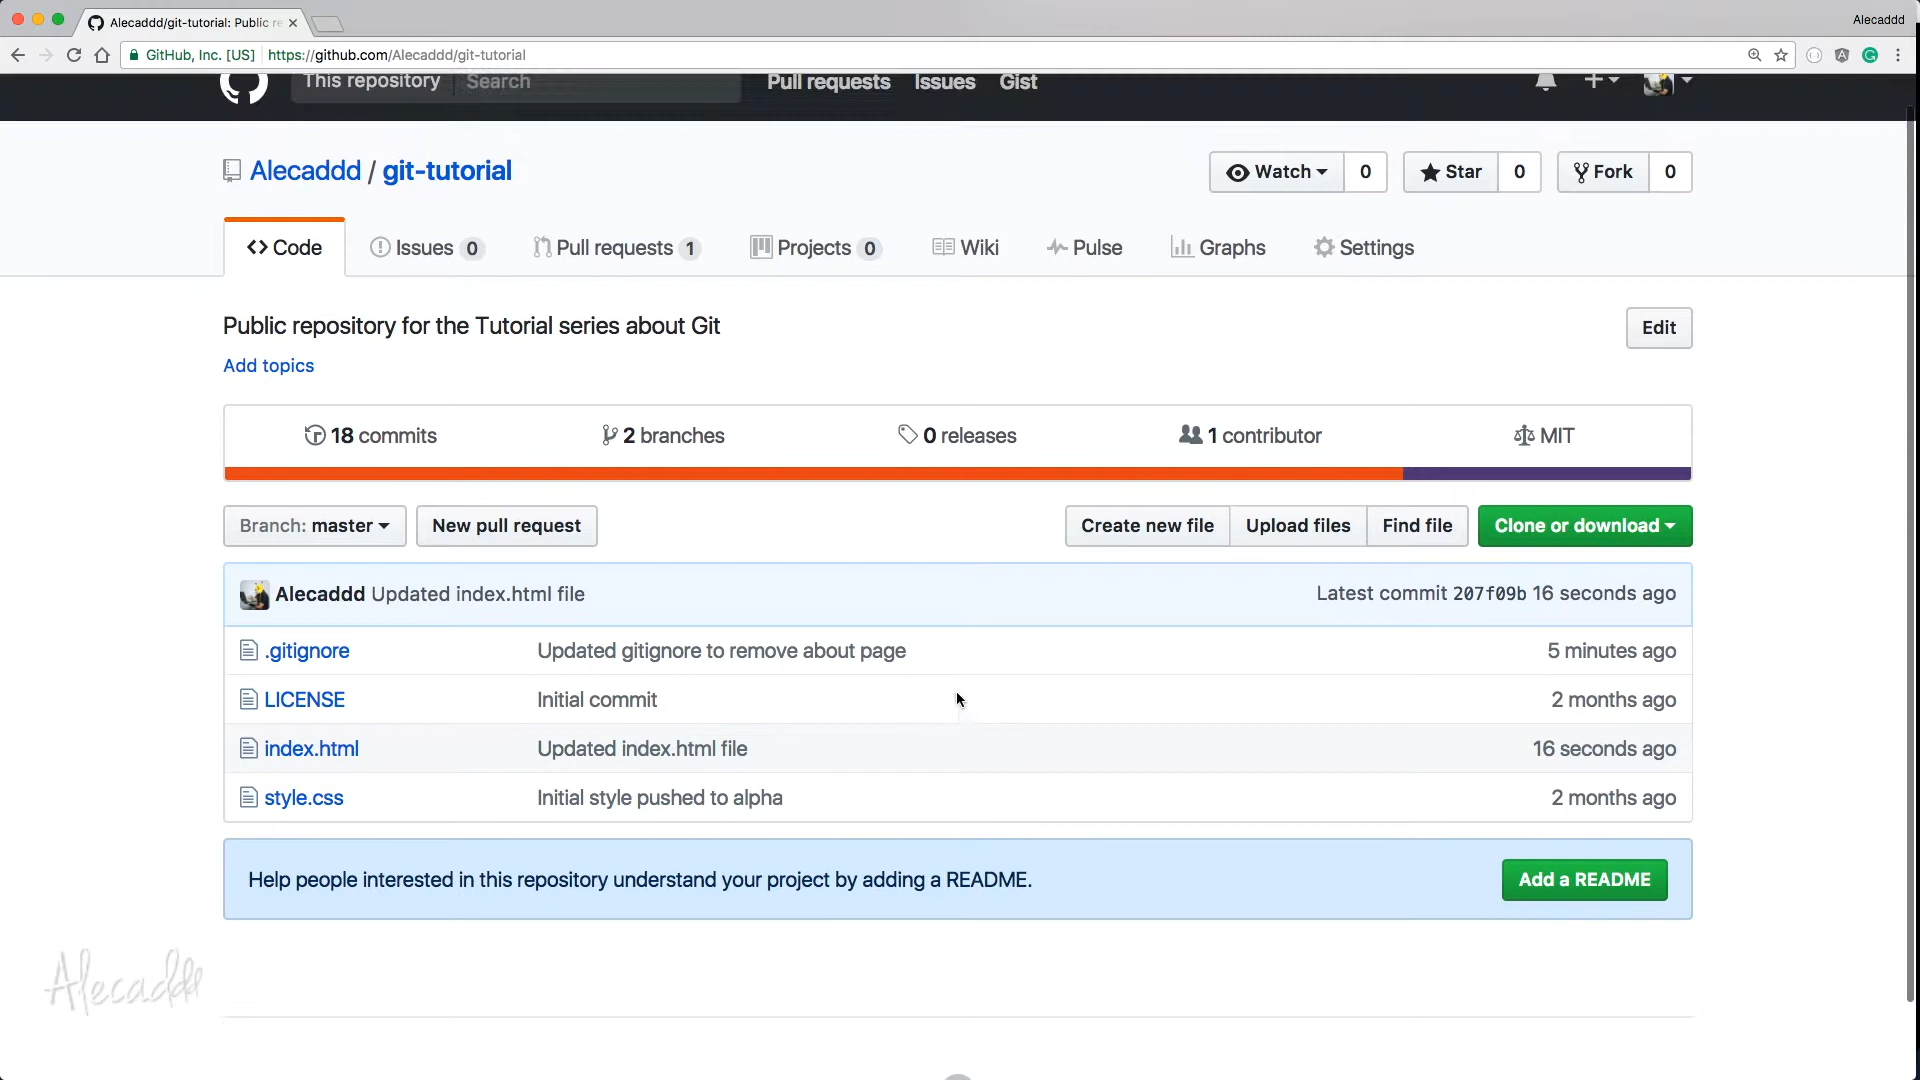 Alecaddd/git-tutorial: Public re
Alecaddd
GitHub, Inc. [US] https://github.com/Alecaddd/git-tutorial
This repository Search Pull requests Issues Gist
Alecaddd / git-tutorial
Watch 0 Star 0 Fork 0
Code Issues 0 Pull requests 1 Projects 0 Wiki Pulse Graphs Settings
Public repository for the Tutorial series about Git
Edit
Add topics
18 commits 2 branches 0 releases 1 contributor MIT
Branch: master New pull request Create new file Upload files Find file Clone or download
Alecaddd Updated index.html file Latest commit 207f09b 16 seconds ago
.gitignore Updated gitignore to remove about page 5 minutes ago
LICENSE Initial commit 2 months ago
index.html Updated index.html file 16 seconds ago
style.css Initial style pushed to alpha 2 months ago
Help people interested in this repository understand your project by adding a README. Add a README
Alecaddd